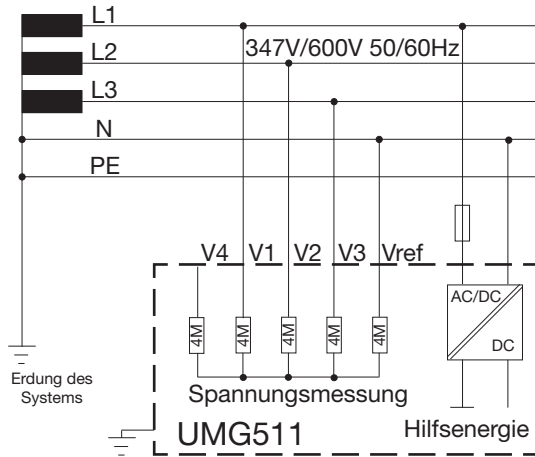 L1
347V/600V 50/60Hz
L2
L3
N
PE
V4 V1 V2 V3 Vref
AC/DC
DC
4M 4M 4M 4M 4M
Erdung des
Systems
Spannungsmessung
UMG511
Hilfsenergie